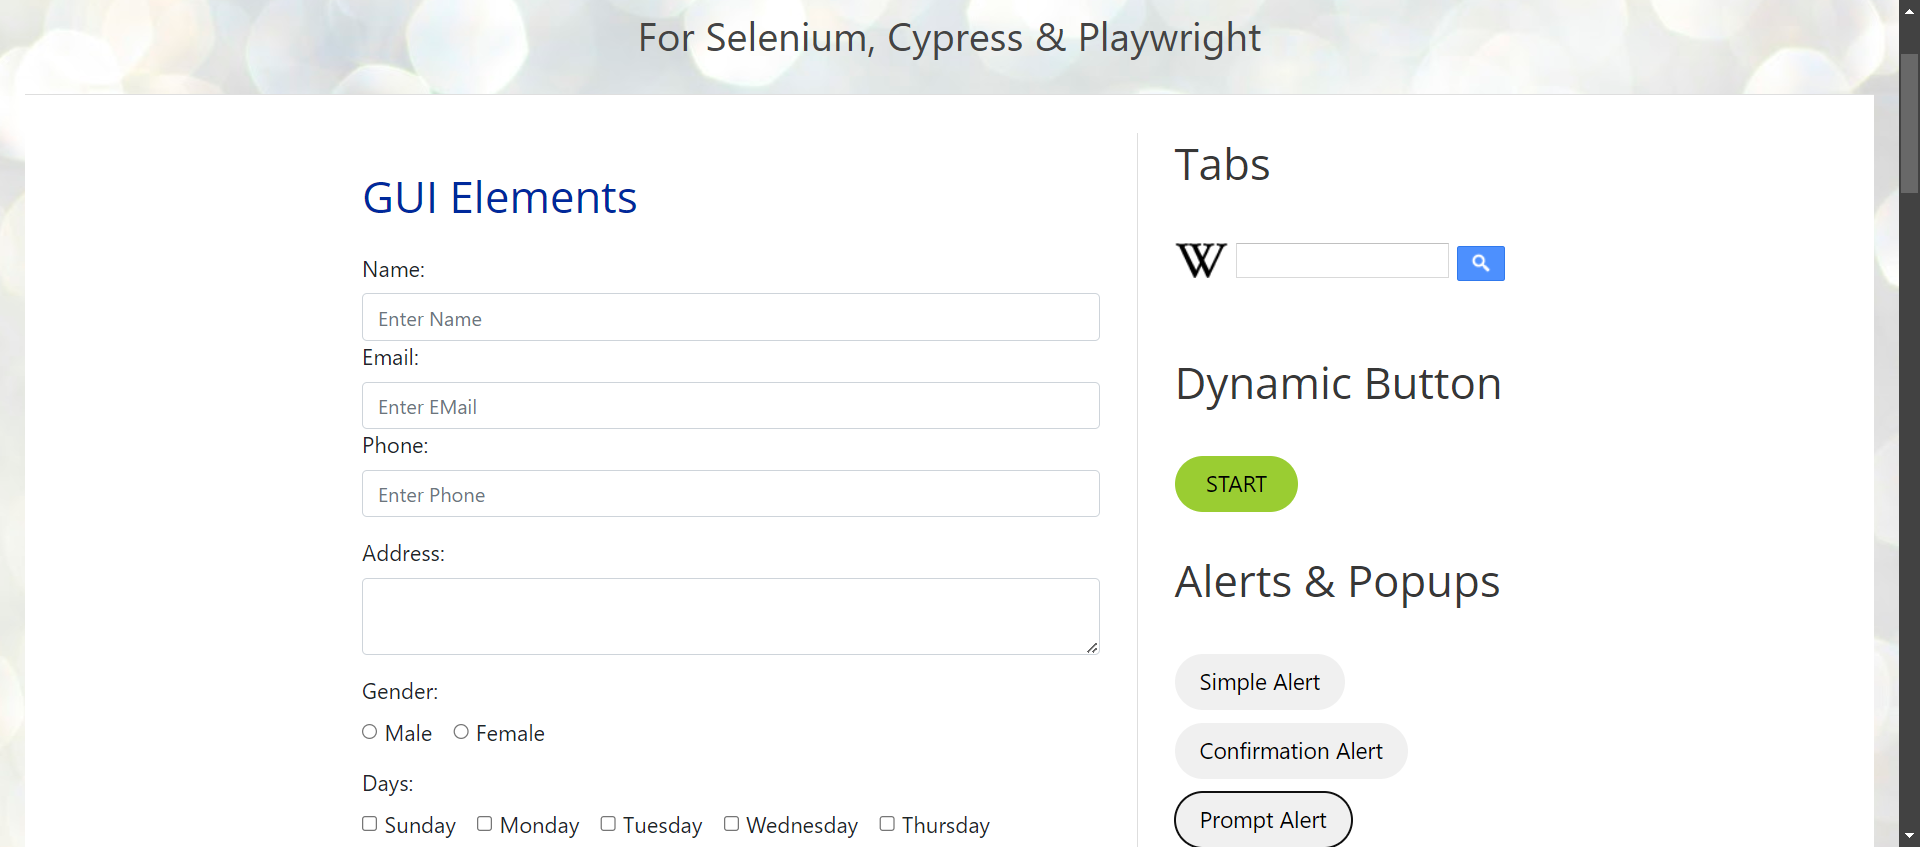 For Selenium, Cypress & Playwright
GUI Elements
Name:
Enter Name
Email:
Enter EMail
Phone:
Enter Phone
Address:
Gender:
Male Female
Days:
Sunday Monday Tuesday Wednesday Thursday
Tabs
W
Dynamic Button
START
Alerts & Popups
Simple Alert
Confirmation Alert
Prompt Alert